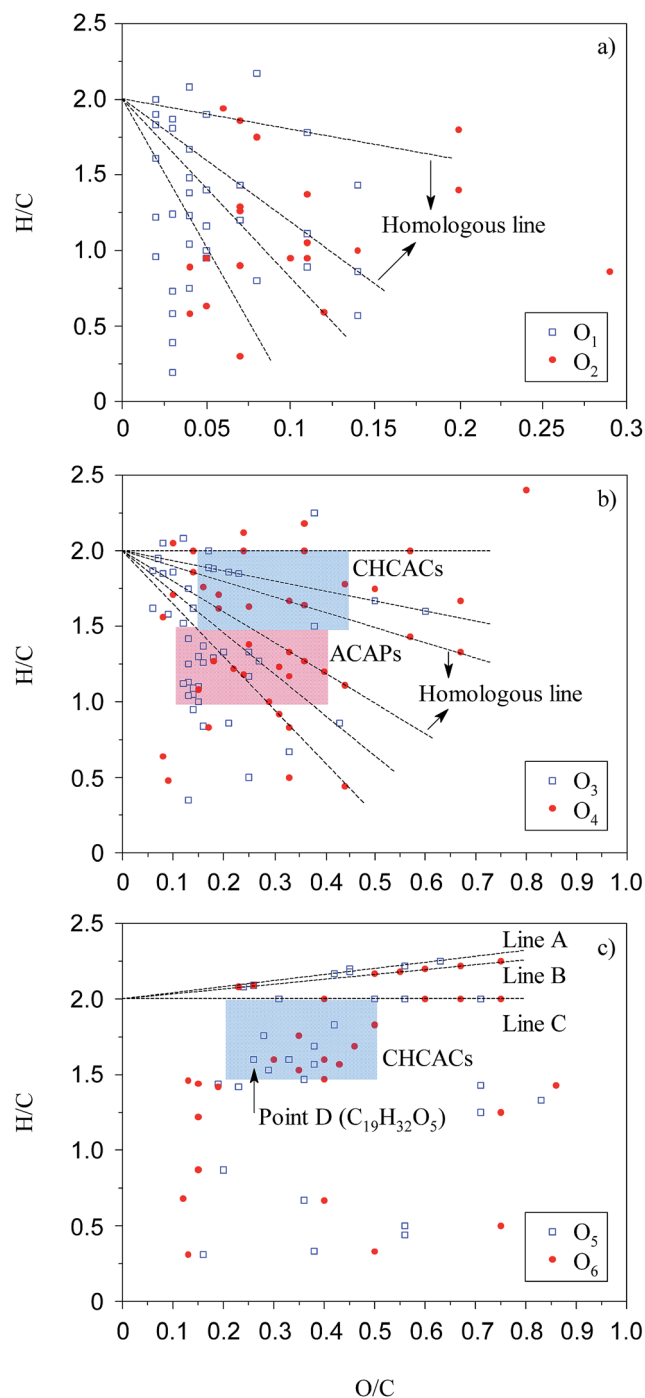 a)
H/C
2.5
2.0
1.5
1.0
0.5
0
0 0.05 0.1 0.15 0.2 0.25 0.3
Homologous line
O₁
O₂
b)
H/C
2.5
2.0
1.5
1.0
0.5
0
0 0.1 0.2 0.3 0.4 0.5 0.6 0.7 0.8 0.9 1.0
CHCACs
ACAPs
Homologous line
O₃
O₄
c)
H/C
2.5
2.0
1.5
1.0
0.5
0
0 0.1 0.2 0.3 0.4 0.5 0.6 0.7 0.8 0.9 1.0
Line A
Line B
Line C
CHCACs
Point D (C₁₉H₃₂O₅)
O₅
O₆
O/C